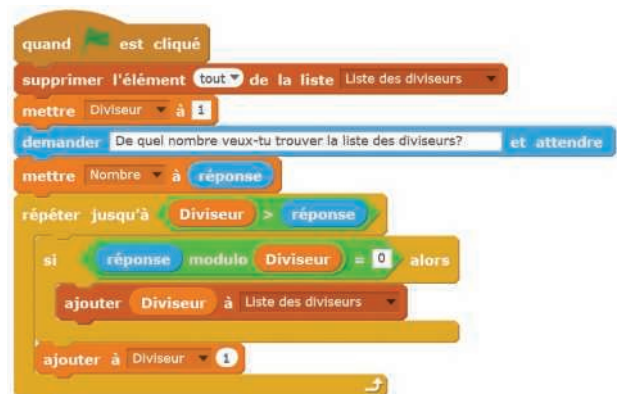 quand est cliqué
supprimer l'élément tout de la liste Liste des diviseurs
mettre Diviseur à 1
demander De quel nombre veux-tu trouver la liste des diviseurs? et attendre
mettre Nombre à réponse
répéter jusqu'à Diviseur > réponse
si réponse modulo Diviseur = 0 alors
ajouter Diviseur à Liste des diviseurs
ajouter à Diviseur 1